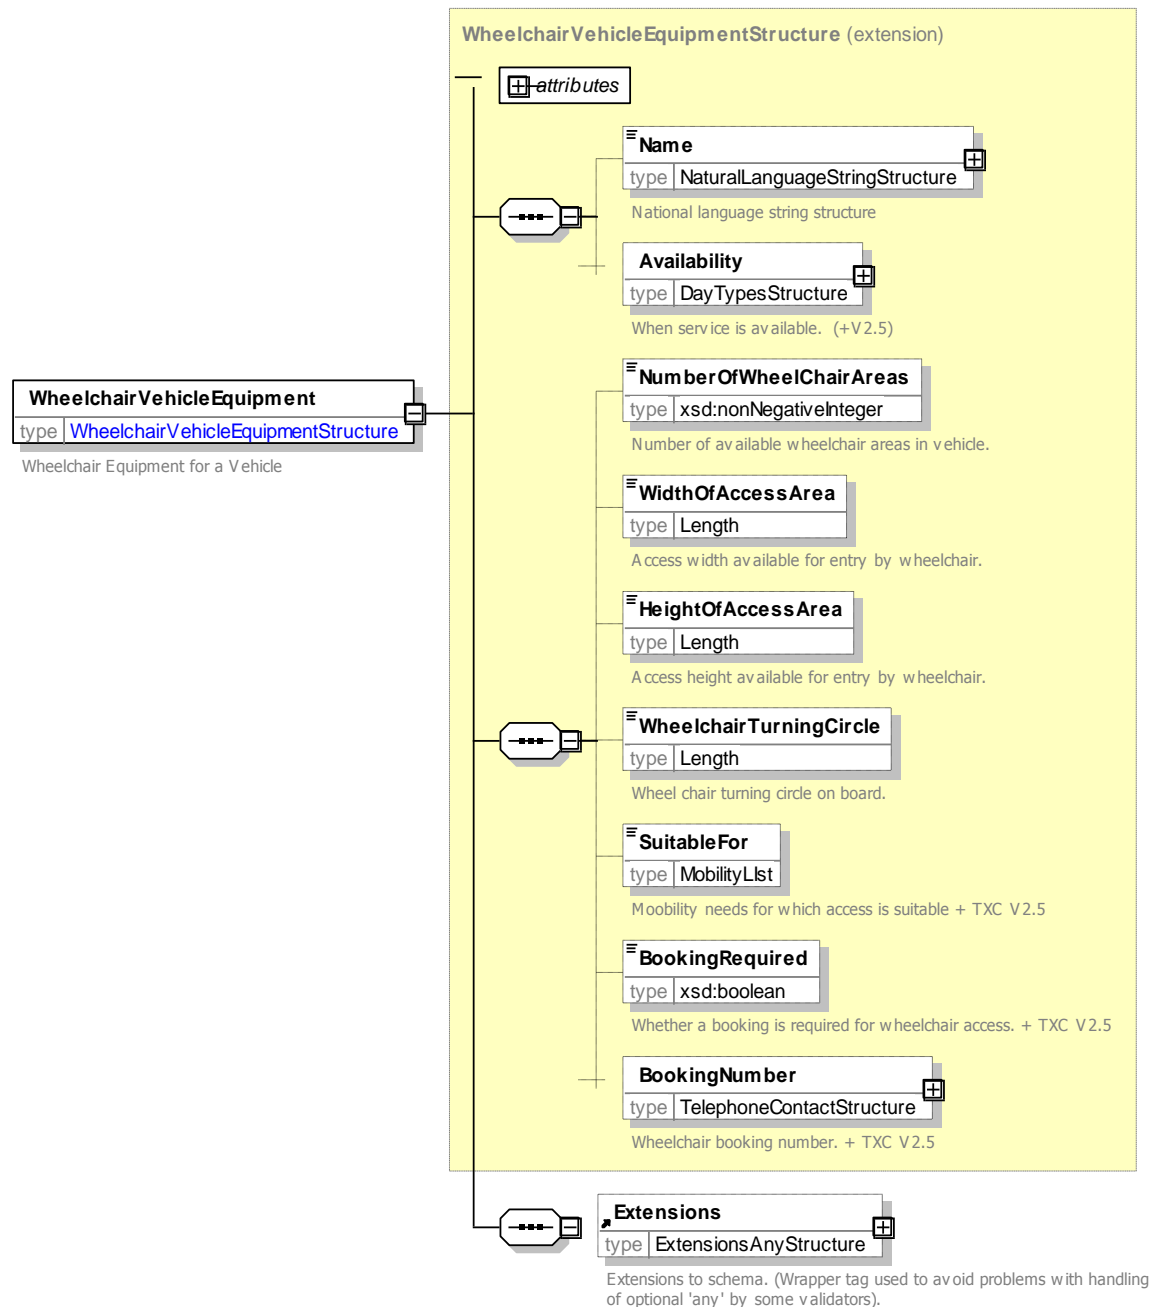 WheelchairVehicleEquipmentStructure (extension)
attributes
Name
type NaturalLanguageStringStructure
National language string structure
Availability
type DayTypesStructure
When service is available. (+V2.5)
NumberOfWheelChairAreas
type xsd:nonNegativeInteger
Number of available wheelchair areas in vehicle.
WheelchairVehicleEquipment
type WheelchairVehicleEquipmentStructure
Wheelchair Equipment for a Vehicle
WidthOfAccessArea
type Length
Access width available for entry by wheelchair.
HeightOfAccessArea
type Length
Access height available for entry by wheelchair.
WheelchairTurningCircle
type Length
Wheel chair turning circle on board.
SuitableFor
type MobilityLIst
Moobility needs for which access is suitable + TXC V2.5
BookingRequired
type xsd:boolean
Whether a booking is required for wheelchair access. + TXC V2.5
BookingNumber
type TelephoneContactStructure
Wheelchair booking number. + TXC V2.5
Extensions
type ExtensionsAnyStructure
Extensions to schema. (Wrapper tag used to avoid problems with handling
of optional 'any' by some validators).